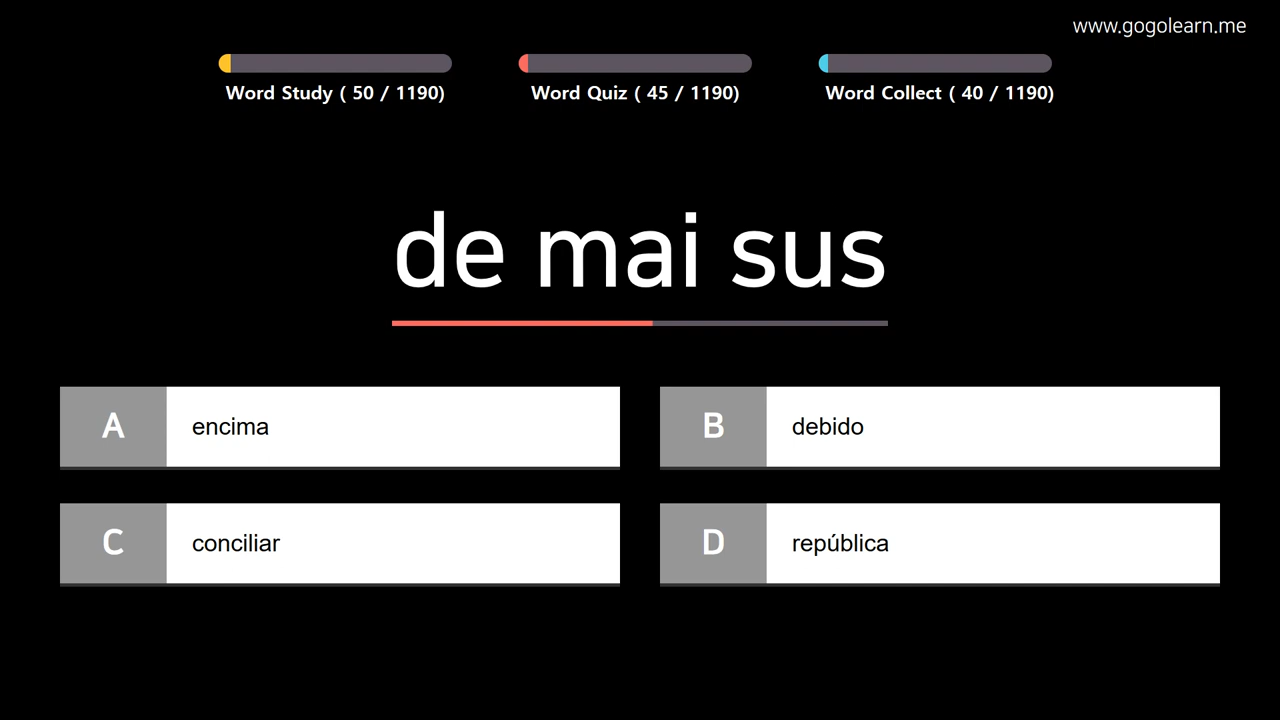 www.gogolearn.me
Word Study ( 50 / 1190)
Word Quiz ( 45 / 1190)
Word Collect ( 40 / 1190)
de mai sus
A encima
B debido
C conciliar
D república